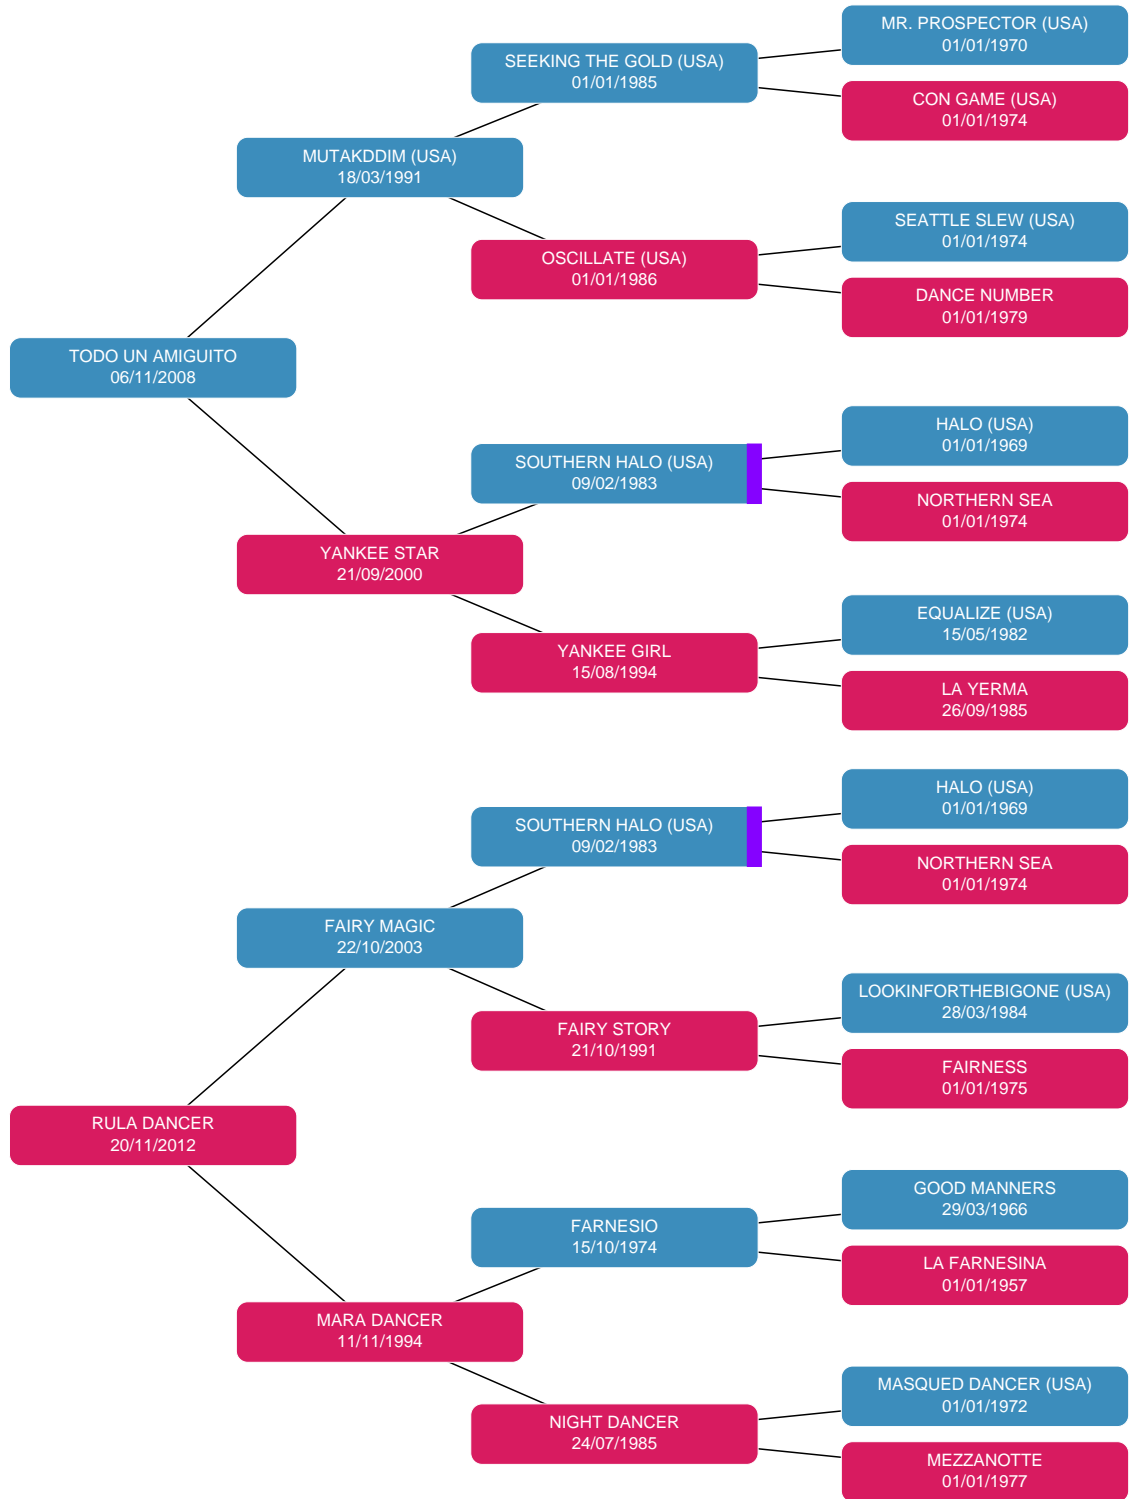 MR. PROSPECTOR (USA)
01/01/1970
SEEKING THE GOLD (USA)
01/01/1985
CON GAME (USA)
01/01/1974
MUTAKDDIM (USA)
18/03/1991
SEATTLE SLEW (USA)
01/01/1974
OSCILLATE (USA)
01/01/1986
DANCE NUMBER
01/01/1979
TODO UN AMIGUITO
06/11/2008
HALO (USA)
01/01/1969
SOUTHERN HALO (USA)
09/02/1983
NORTHERN SEA
01/01/1974
YANKEE STAR
21/09/2000
EQUALIZE (USA)
15/05/1982
YANKEE GIRL
15/08/1994
LA YERMA
26/09/1985
HALO (USA)
01/01/1969
SOUTHERN HALO (USA)
09/02/1983
NORTHERN SEA
01/01/1974
FAIRY MAGIC
22/10/2003
LOOKINFORTHEBIGONE (USA)
28/03/1984
FAIRY STORY
21/10/1991
FAIRNESS
01/01/1975
RULA DANCER
20/11/2012
GOOD MANNERS
29/03/1966
FARNESIO
15/10/1974
LA FARNESINA
01/01/1957
MARA DANCER
11/11/1994
MASQUED DANCER (USA)
01/01/1972
NIGHT DANCER
24/07/1985
MEZZANOTTE
01/01/1977